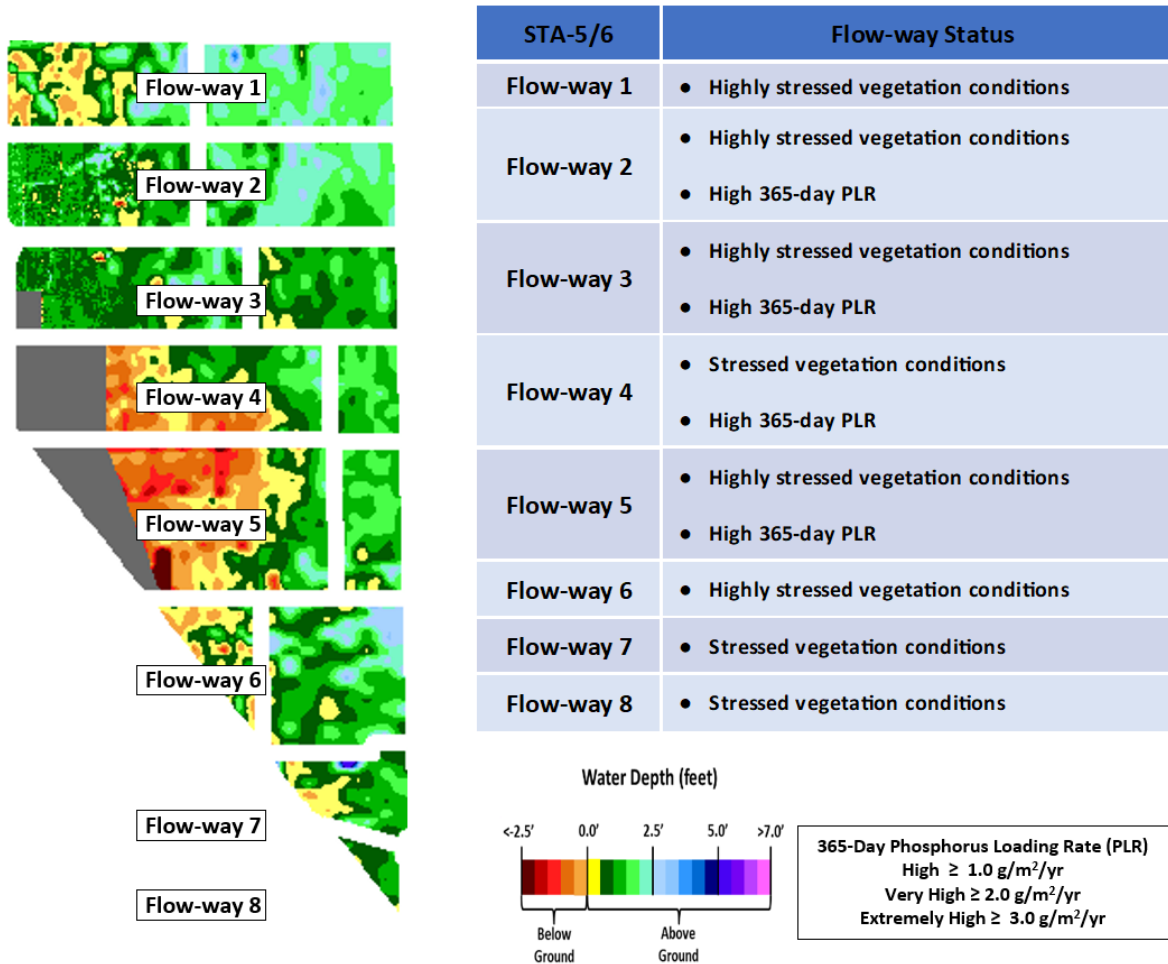 Flow-way 1
Flow-way 2
Flow-way 3
Flow-way 4
Flow-way 5
Flow-way 6
Flow-way 7
Flow-way 8
STA-5/6 Flow-way Status
Flow-way 1 ● Highly stressed vegetation conditions
Flow-way 2 ● Highly stressed vegetation conditions
● High 365-day PLR
Flow-way 3 ● Highly stressed vegetation conditions
● High 365-day PLR
Flow-way 4 ● Stressed vegetation conditions
● High 365-day PLR
Flow-way 5 ● Highly stressed vegetation conditions
● High 365-day PLR
Flow-way 6 ● Highly stressed vegetation conditions
Flow-way 7 ● Stressed vegetation conditions
Flow-way 8 ● Stressed vegetation conditions
Water Depth (feet)
<-2.5' 0.0' 2.5' 5.0' >7.0'
Below Ground
Above Ground
365-Day Phosphorus Loading Rate (PLR)
High ≥ 1.0 g/m²/yr
Very High ≥ 2.0 g/m²/yr
Extremely High ≥ 3.0 g/m²/yr